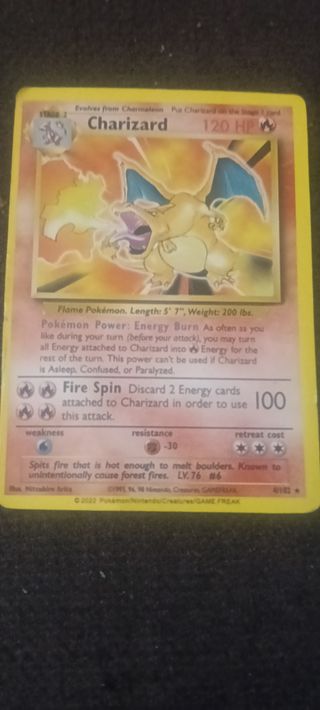 Evolves from Charmeleon Put Charizard on the Stage 1 card
STAGE 2
Charizard 120 HP
Flame Pokémon. Length: 5' 7", Weight: 200 lbs.
Pokémon Power: Energy Burn As often as you
like during your turn (before your attack), you may turn
all Energy attached to Charizard into Energy for the
rest of the turn. This power can't be used if Charizard
is Asleep, Confused, or Paralyzed.
Fire Spin Discard 2 Energy cards
attached to Charizard in order to use 100
this attack.
weakness resistance retreat cost
-30
Spits fire that is hot enough to melt boulders. Known to
unintentionally cause forest fires. LV. 76 #6
Illus. Mitsuhiro Arita ©1995, 96, 98 Nintendo, Creatures, GAMEFREAK. 4/102 ★
© 2022 Pokémon/Nintendo/Creatures/GAME FREAK